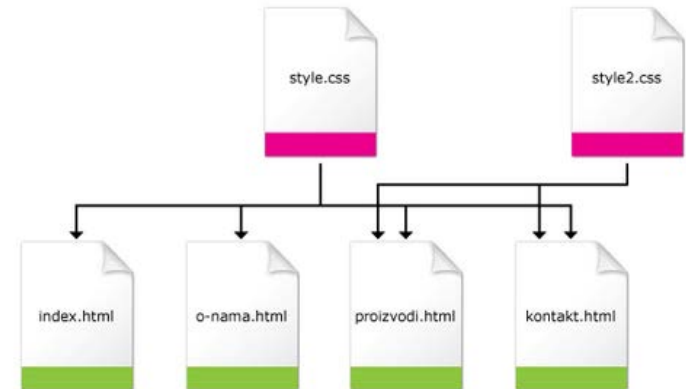 style.css
style2.css
index.html
o-nama.html
proizvodi.html
kontakt.html